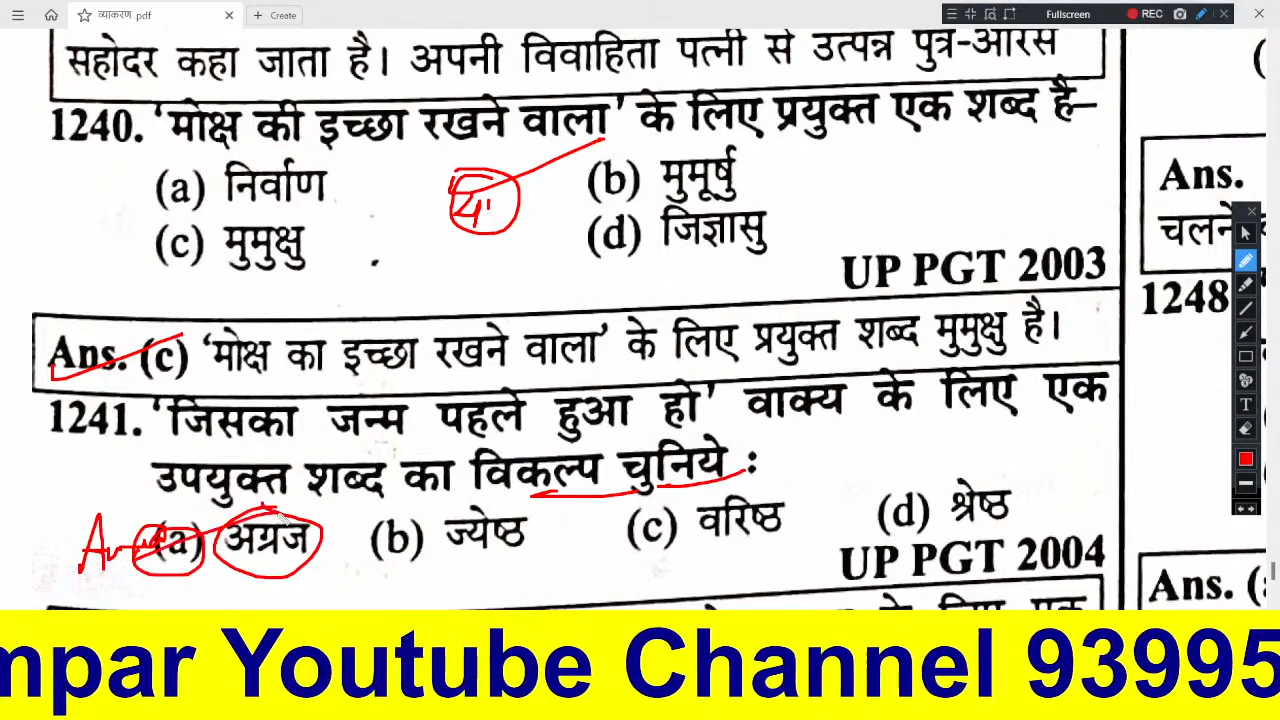 व्याकरण pdf
Create
Fullscreen
REC
सहोदर कहा जाता है। अपनी विवाहिता पत्नी से उत्पन्न पुत्र-औरस
1240. 'मोक्ष की इच्छा रखने वाला' के लिए प्रयुक्त एक शब्द है–
(a) निर्वाण (b) मुमूर्षु
(c) मुमुक्षु (d) जिज्ञासु
UP PGT 2003
Ans. (c) 'मोक्ष का इच्छा रखने वाला' के लिए प्रयुक्त शब्द मुमुक्षु है।
1241. 'जिसका जन्म पहले हुआ हो' वाक्य के लिए एक
उपयुक्त शब्द का विकल्प चुनिये :
(a) अग्रज (b) ज्येष्ठ (c) वरिष्ठ (d) श्रेष्ठ
UP PGT 2004
के लिए एक
Ans.
चलने
1248
Ans. (
mpar Youtube Channel 93995